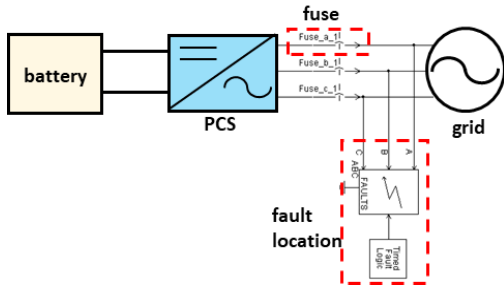 fuse
Fuse_a_1
battery
Fuse_b_1
Fuse_c_1
PCS
grid
C B A
ABC
FAULTS
fault
location
Timed
Fault
Logic